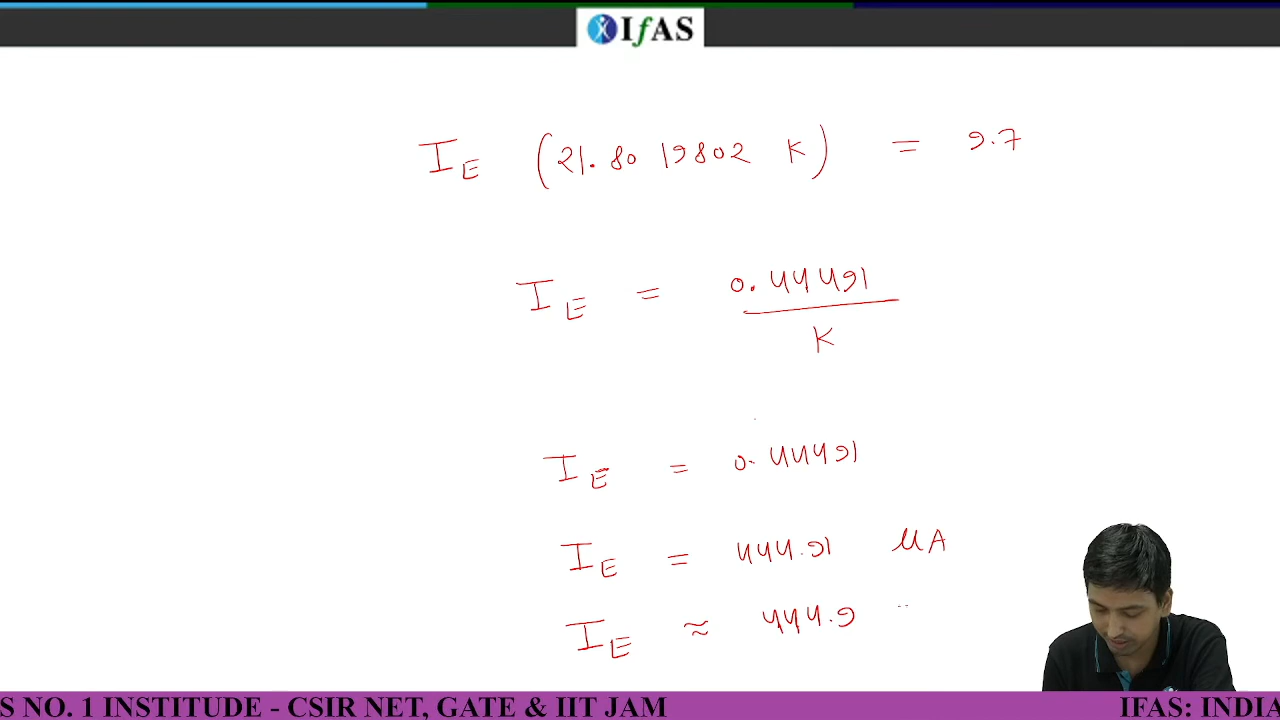 IfAS
I_E (21.8019802 K) = 9.7
I_E = 0.44491 / K
I_E = 0.44491
I_E = 444.91 μA
I_E ≈ 444.9
S NO. 1 INSTITUDE - CSIR NET, GATE & IIT JAM IFAS: INDIA